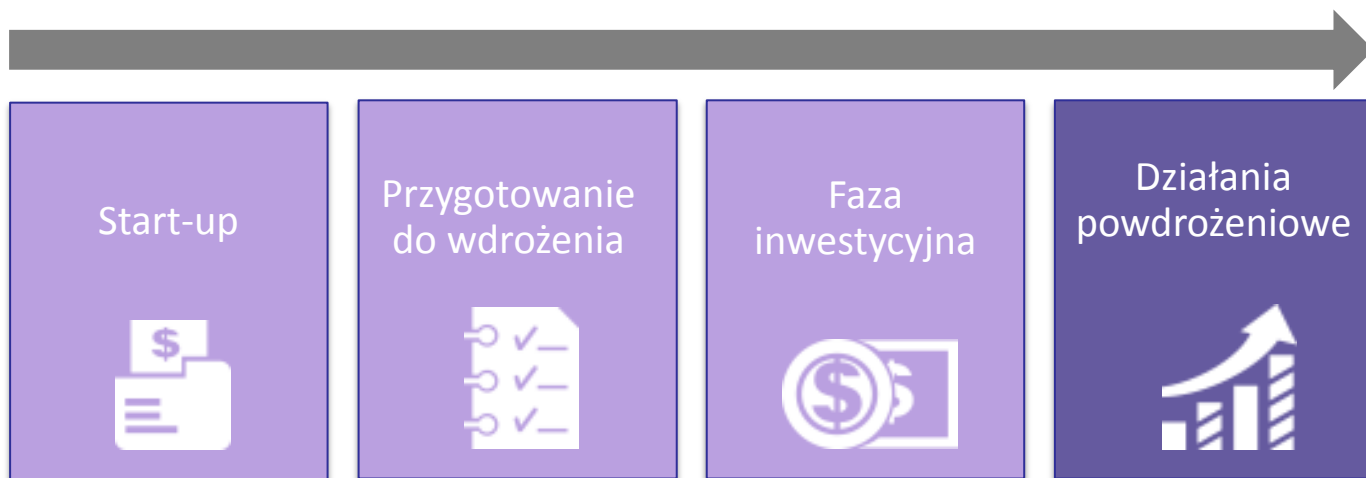 Start-up
Przygotowanie
do wdrożenia
Faza
inwestycyjna
Działania
powdrożeniowe
$
$
$